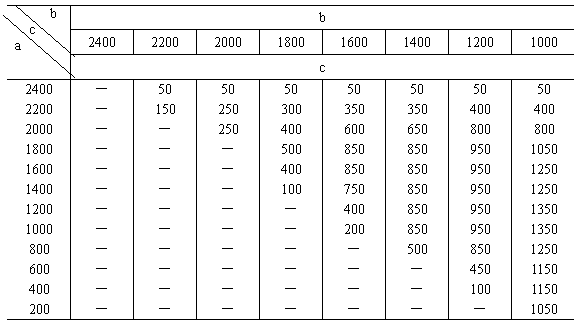 b
c
a
b
2400 2200 2000 1800 1600 1400 1200 1000
c
2400 — 50 50 50 50 50 50 50
2200 — 150 250 300 350 350 400 400
2000 — — 250 400 600 650 800 800
1800 — — — 500 850 850 950 1050
1600 — — — 400 850 850 950 1250
1400 — — — 100 750 850 950 1250
1200 — — — — 400 850 950 1350
1000 — — — — 200 850 950 1350
800 — — — — — 500 850 1250
600 — — — — — — 450 1150
400 — — — — — — 100 1150
200 — — — — — — — 1050